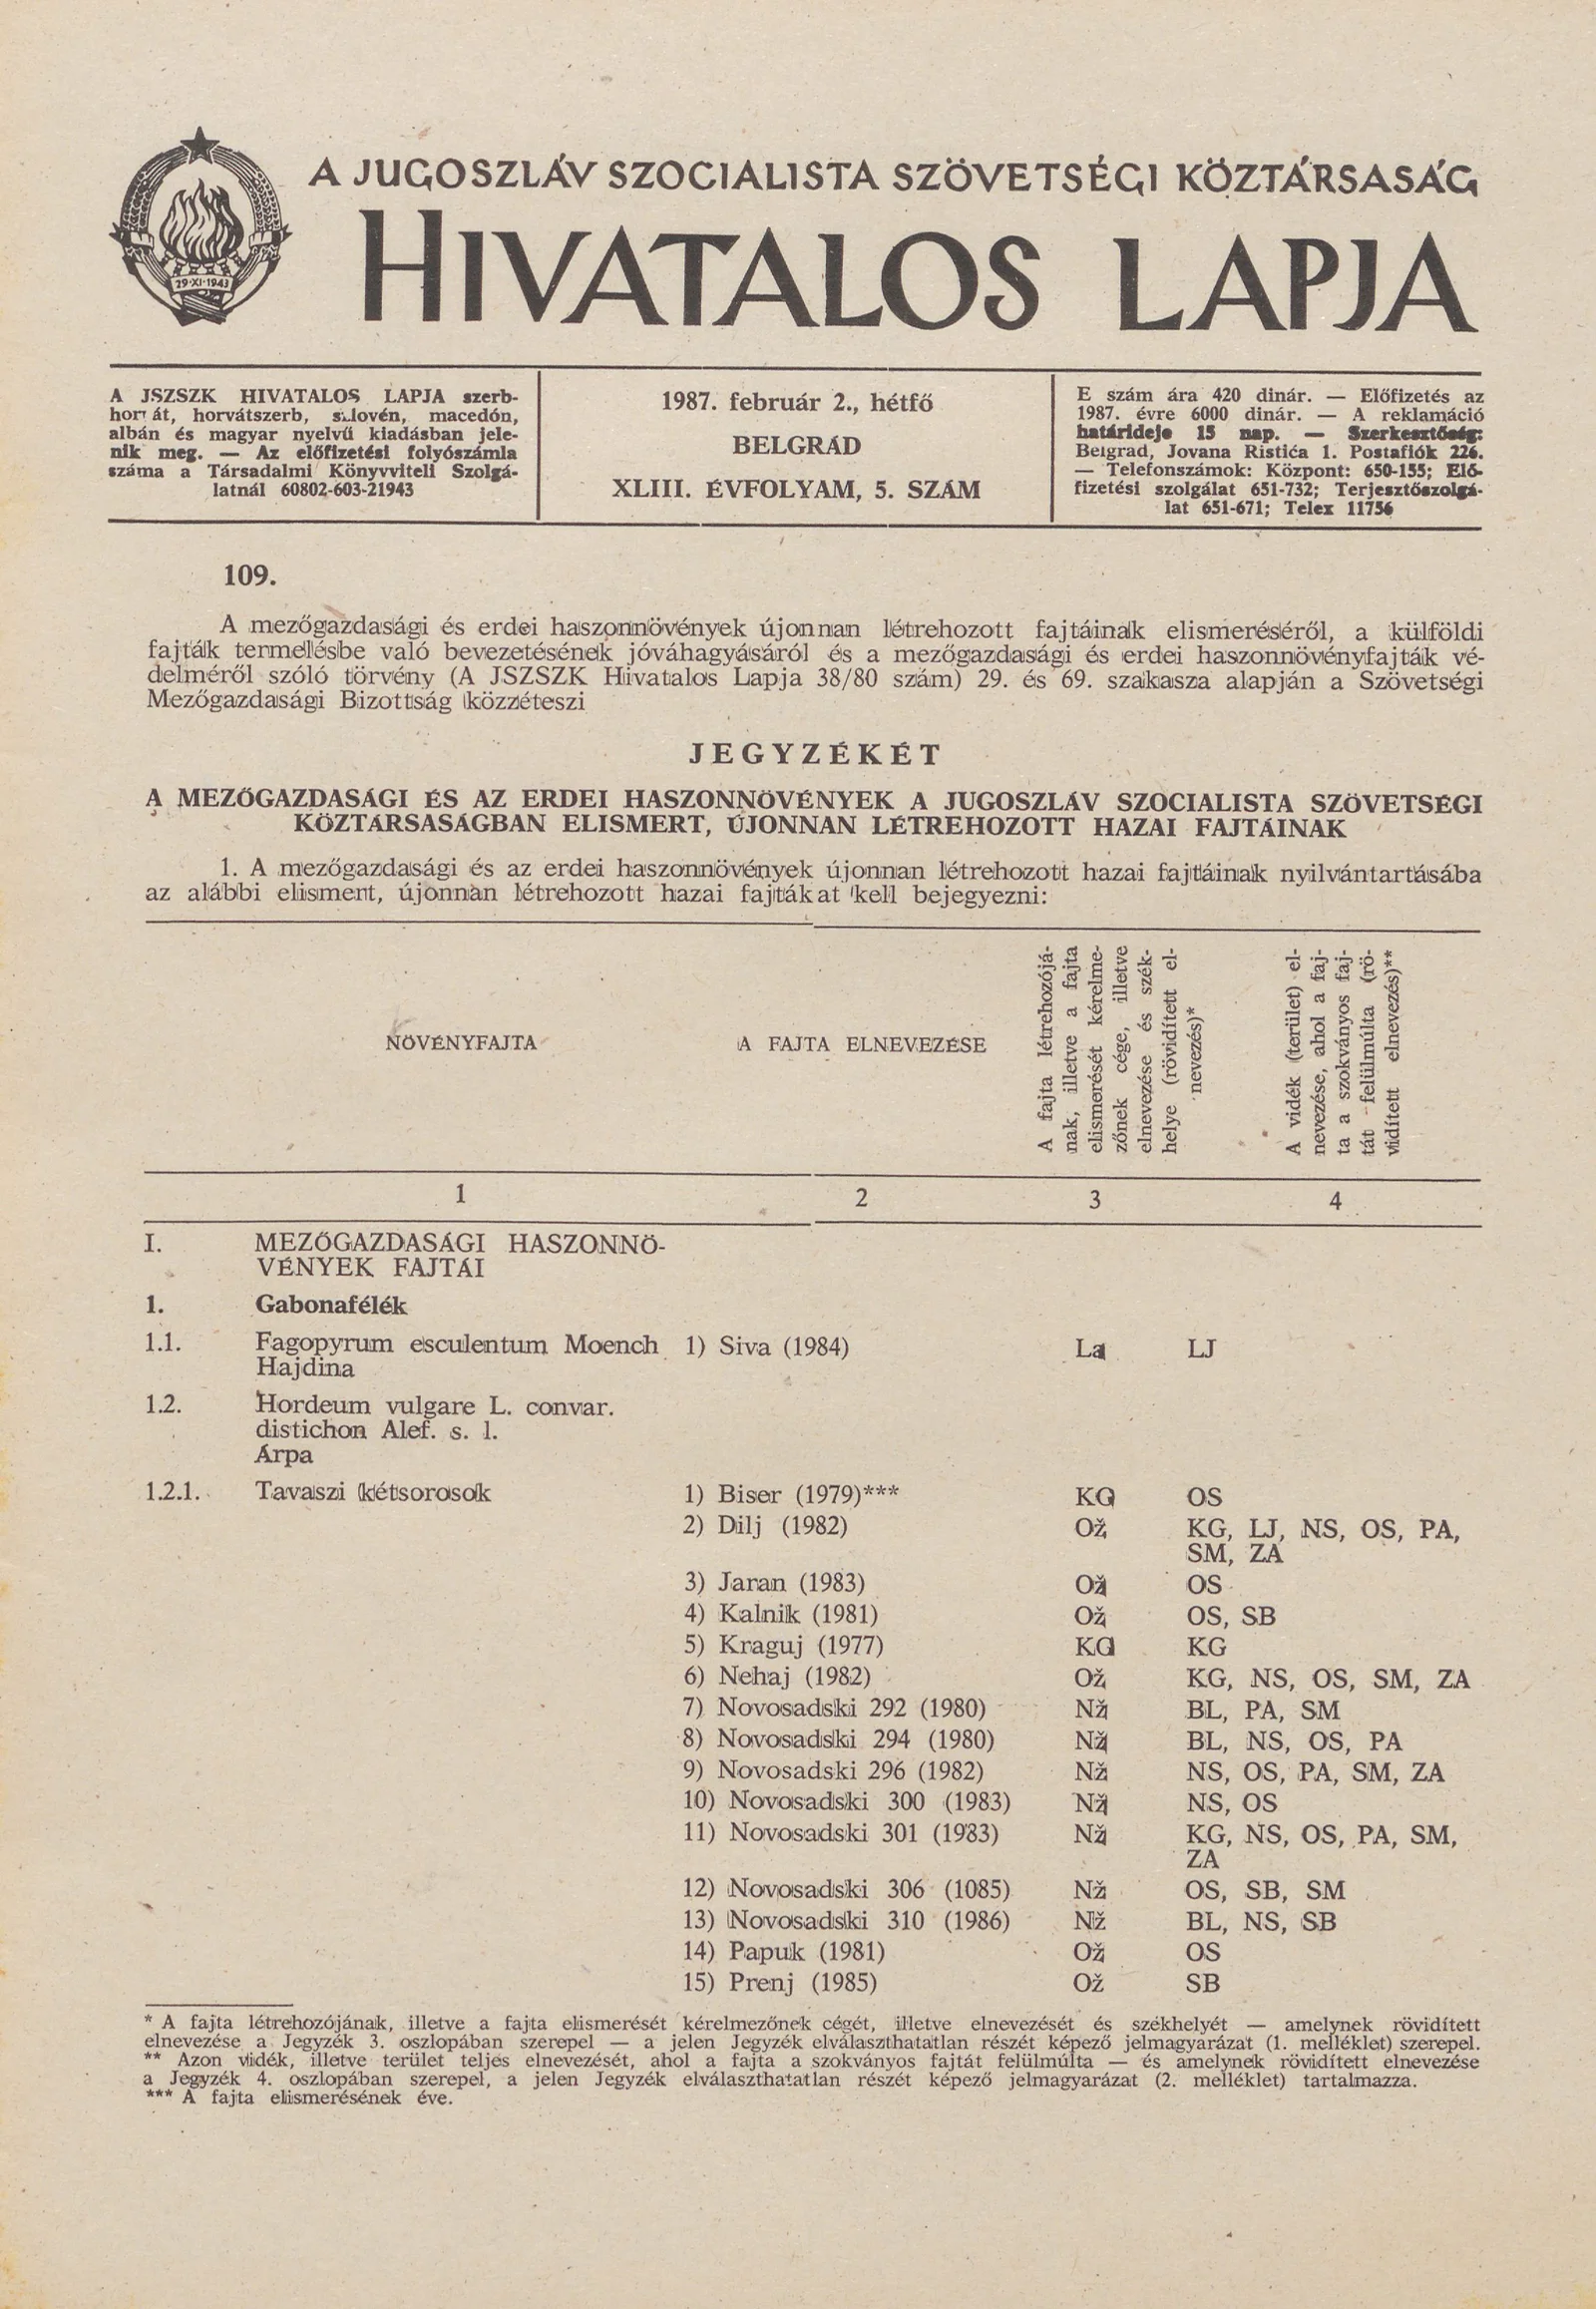 29·XI·1943
A JUGOSZLÁV SZOCIALISTA SZÖVETSÉGI KÖZTÁRSASÁG
HIVATALOS LAPJA
A JSZSZK HIVATALOS LAPJA szerb-
horvát, horvátszerb, szlovén, macedón,
albán és magyar nyelvű kiadásban jele-
nik meg. — Az előfizetési folyószámla
száma a Társadalmi Könyvviteli Szolgá-
latnál 60802-603-21943
1987. február 2., hétfő
BELGRÁD
XLIII. ÉVFOLYAM, 5. SZÁM
E szám ára 420 dinár. — Előfizetés az
1987. évre 6000 dinár. — A reklamáció
határideje 15 nap. — Szerkesztőség:
Belgrad, Jovana Ristića 1. Postafiók 226.
— Telefonszámok: Központ: 650-155; Elő-
fizetési szolgálat 651-732; Terjesztőszolgá-
lat 651-671; Telex 11756
109.
A mezőgazdasági és erdei haszonnövények újonnan létrehozott fajtáinak elismeréséről, a külföldi
fajták termelésbe való bevezetésének jóváhagyásáról és a mezőgazdasági és erdei haszonnövényfajták vé-
delméről szóló törvény (A JSZSZK Hivatalos Lapja 38/80 szám) 29. és 69. szakasza alapján a Szövetségi
Mezőgazdasági Bizottság közzéteszi
JEGYZÉKÉT
A MEZŐGAZDASÁGI ÉS AZ ERDEI HASZONNÖVÉNYEK A JUGOSZLÁV SZOCIALISTA SZÖVETSÉGI
KÖZTÁRSASÁGBAN ELISMERT, ÚJONNAN LÉTREHOZOTT HAZAI FAJTÁINAK
1. A mezőgazdasági és az erdei haszonnövények újonnan létrehozott hazai fajtáinak nyilvántartásába
az alábbi elisment, újonnan létrehozott hazai fajtákat kell bejegyezni:
NÖVÉNYFAJTA
A FAJTA ELNEVEZÉSE
A fajta létrehozójá-
nak, illetve a fajta
elismerését kérelme-
zőnek cége, illetve
elnevezése és szék-
helye (rövidített el-
nevezés)*
A vidék (terület) el-
nevezése, ahol a faj-
ta a szokványos faj-
tát felülmúlta (rö-
vidített elnevezés)**
1 2 3 4
I. MEZŐGAZDASÁGI HASZONNÖ-
VÉNYEK FAJTÁI
1. Gabonafélék
1.1. Fagopyrum esculentum Moench 1) Siva (1984) La LJ
Hajdina
1.2. Hordeum vulgare L. convar.
distichon Alef. s. l.
Árpa
1.2.1. Tavaszi kétsorosok 1) Biser (1979)*** KG OS
2) Dilj (1982) Ož KG, LJ, NS, OS, PA,
SM, ZA
3) Jaran (1983) Ož OS
4) Kalnik (1981) Ož OS, SB
5) Kraguj (1977) KG KG
6) Nehaj (1982) Ož KG, NS, OS, SM, ZA
7) Novosadski 292 (1980) Nž BL, PA, SM
8) Novosadski 294 (1980) Nž BL, NS, OS, PA
9) Novosadski 296 (1982) Nž NS, OS, PA, SM, ZA
10) Novosadski 300 (1983) Nž NS, OS
11) Novosadski 301 (1983) Nž KG, NS, OS, PA, SM,
ZA
12) Novosadski 306 (1085) Nž OS, SB, SM
13) Novosadski 310 (1986) Nž BL, NS, SB
14) Papuk (1981) Ož OS
15) Prenj (1985) Ož SB
* A fajta létrehozójának, illetve a fajta elismerését kérelmezőnek cégét, illetve elnevezését és székhelyét — amelynek rövidített
elnevezése a Jegyzék 3. oszlopában szerepel — a jelen Jegyzék elválaszthatatlan részét képező jelmagyarázat (1. melléklet) szerepel.
** Azon vidék, illetve terület teljes elnevezését, ahol a fajta a szokványos fajtát felülmúlta — és amelynek rövidített elnevezése
a Jegyzék 4. oszlopában szerepel, a jelen Jegyzék elválaszthatatlan részét képező jelmagyarázat (2. melléklet) tartalmazza.
*** A fajta elismerésének éve.